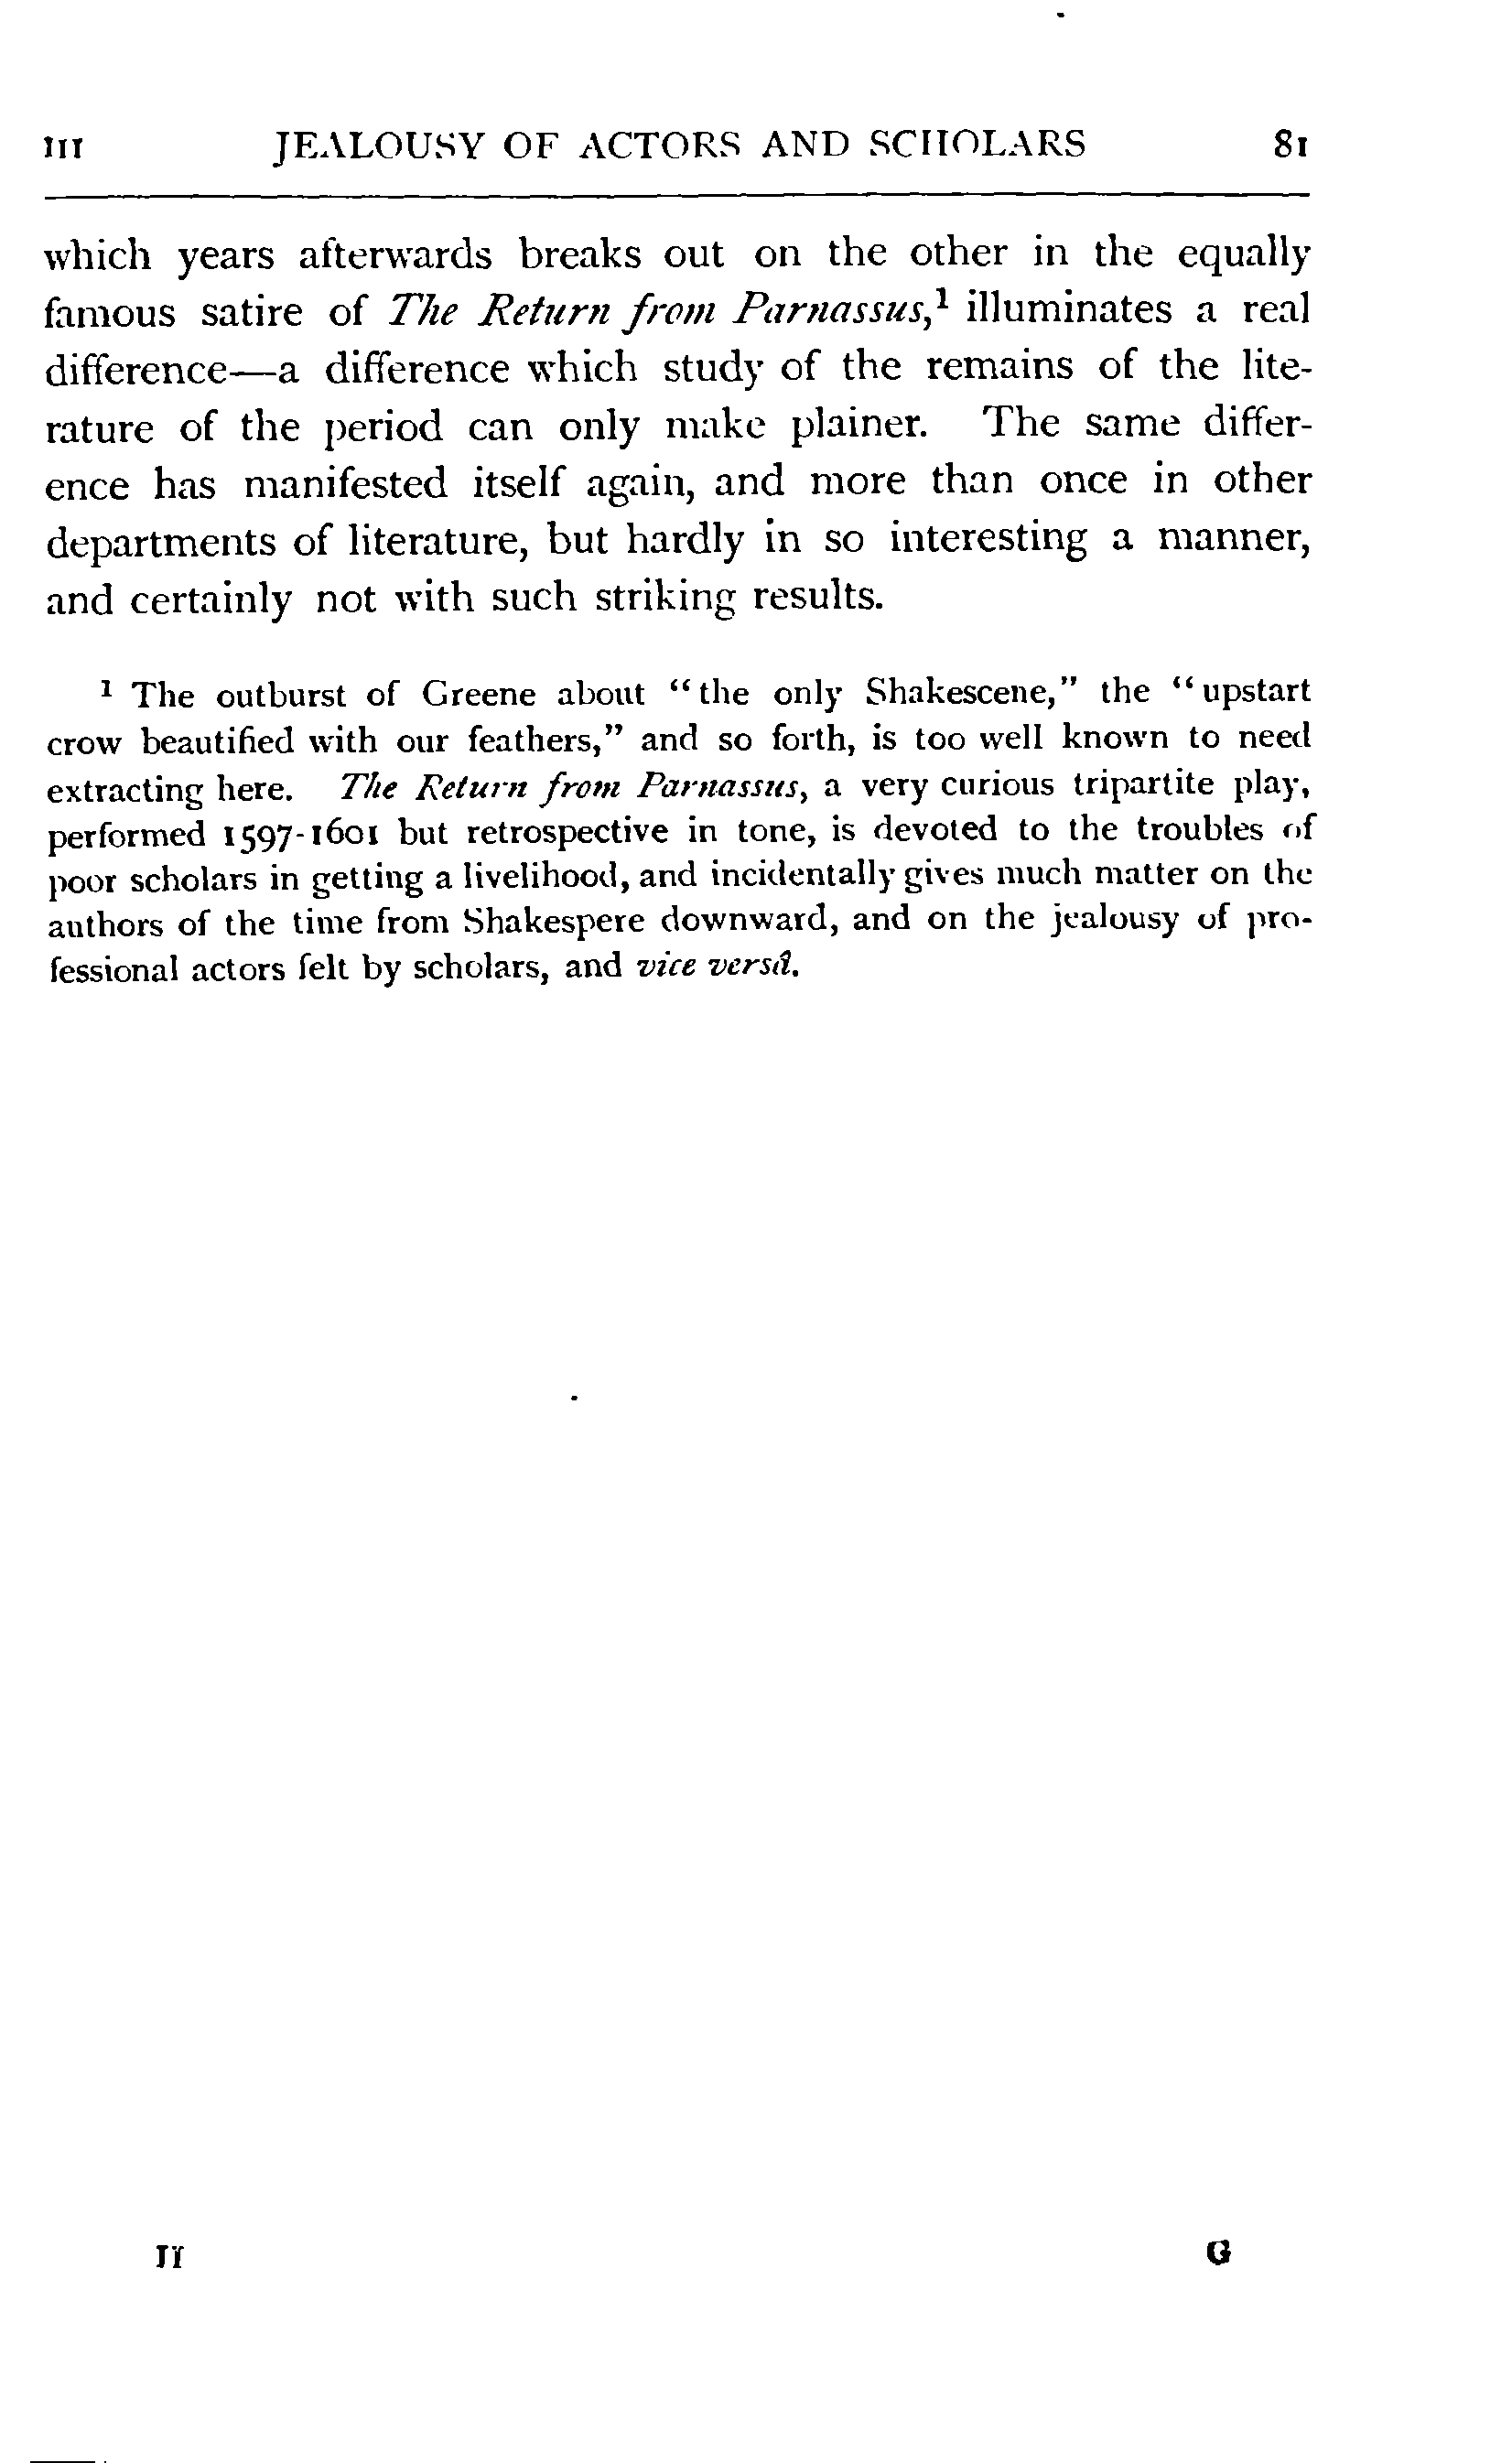 III JEALOUSY OF ACTORS AND SCHOLARS 81
which years afterwards breaks out on the other in the equally
famous satire of The Return from Parnassus,¹ illuminates a real
difference—a difference which study of the remains of the lite-
rature of the period can only make plainer. The same differ-
ence has manifested itself again, and more than once in other
departments of literature, but hardly in so interesting a manner,
and certainly not with such striking results.
¹ The outburst of Greene about “the only Shakescene,” the “upstart
crow beautified with our feathers,” and so forth, is too well known to need
extracting here. The Return from Parnassus, a very curious tripartite play,
performed 1597-1601 but retrospective in tone, is devoted to the troubles of
poor scholars in getting a livelihood, and incidentally gives much matter on the
authors of the time from Shakespere downward, and on the jealousy of pro-
fessional actors felt by scholars, and vice versâ.
II G